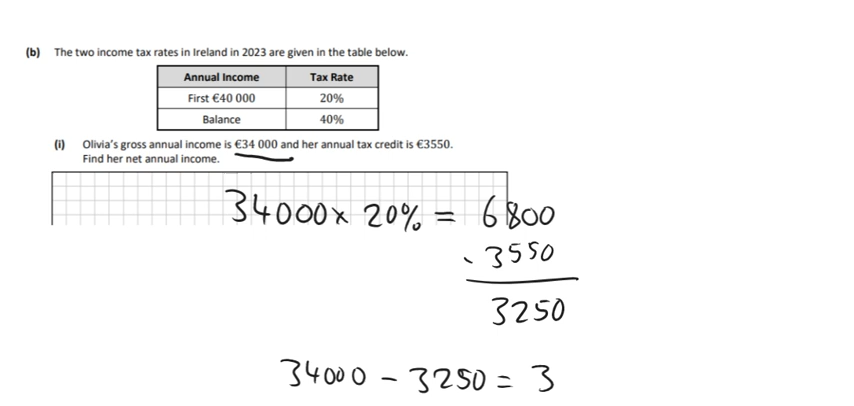 (b) The two income tax rates in Ireland in 2023 are given in the table below.
Annual Income Tax Rate
First €40 000 20%
Balance 40%
(i) Olivia's gross annual income is €34 000 and her annual tax credit is €3550.
Find her net annual income.
34000 x 20% = 6800
- 3550
3250
34000 - 3250 = 3